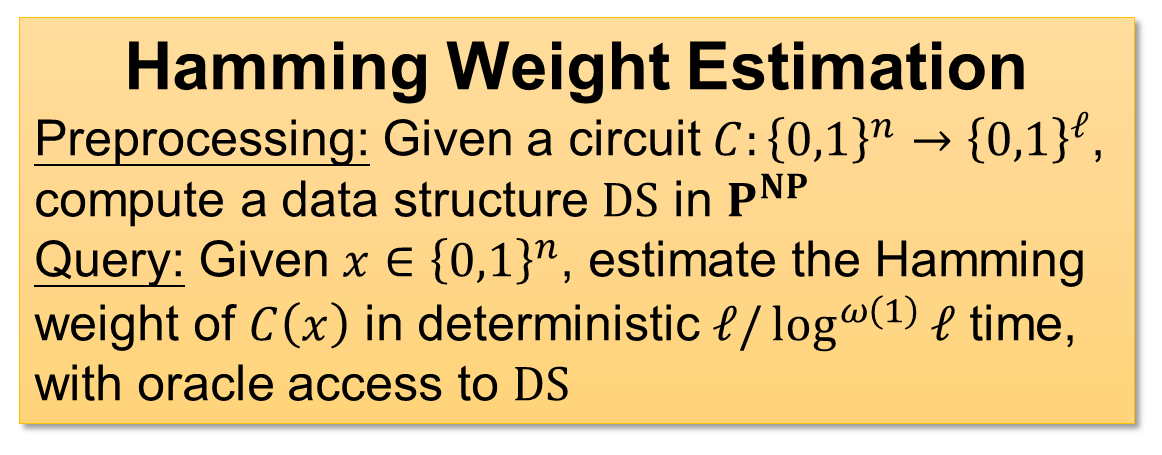 Hamming Weight Estimation
Preprocessing: Given a circuit 𝐶: {0,1}ⁿ → {0,1}^ℓ,
compute a data structure DS in 𝐏^𝐍𝐏
Query: Given 𝑥 ∈ {0,1}ⁿ, estimate the Hamming
weight of 𝐶(𝑥) in deterministic ℓ/ log^ω(1) ℓ time,
with oracle access to DS